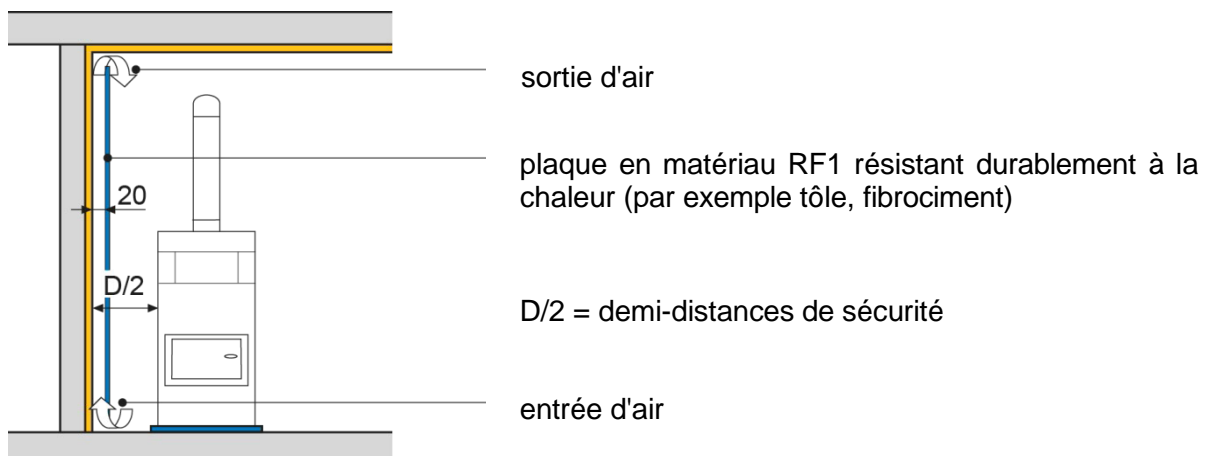 sortie d'air
plaque en matériau RF1 résistant durablement à la
chaleur (par exemple tôle, fibrociment)
20
D/2
D/2 = demi-distances de sécurité
entrée d'air